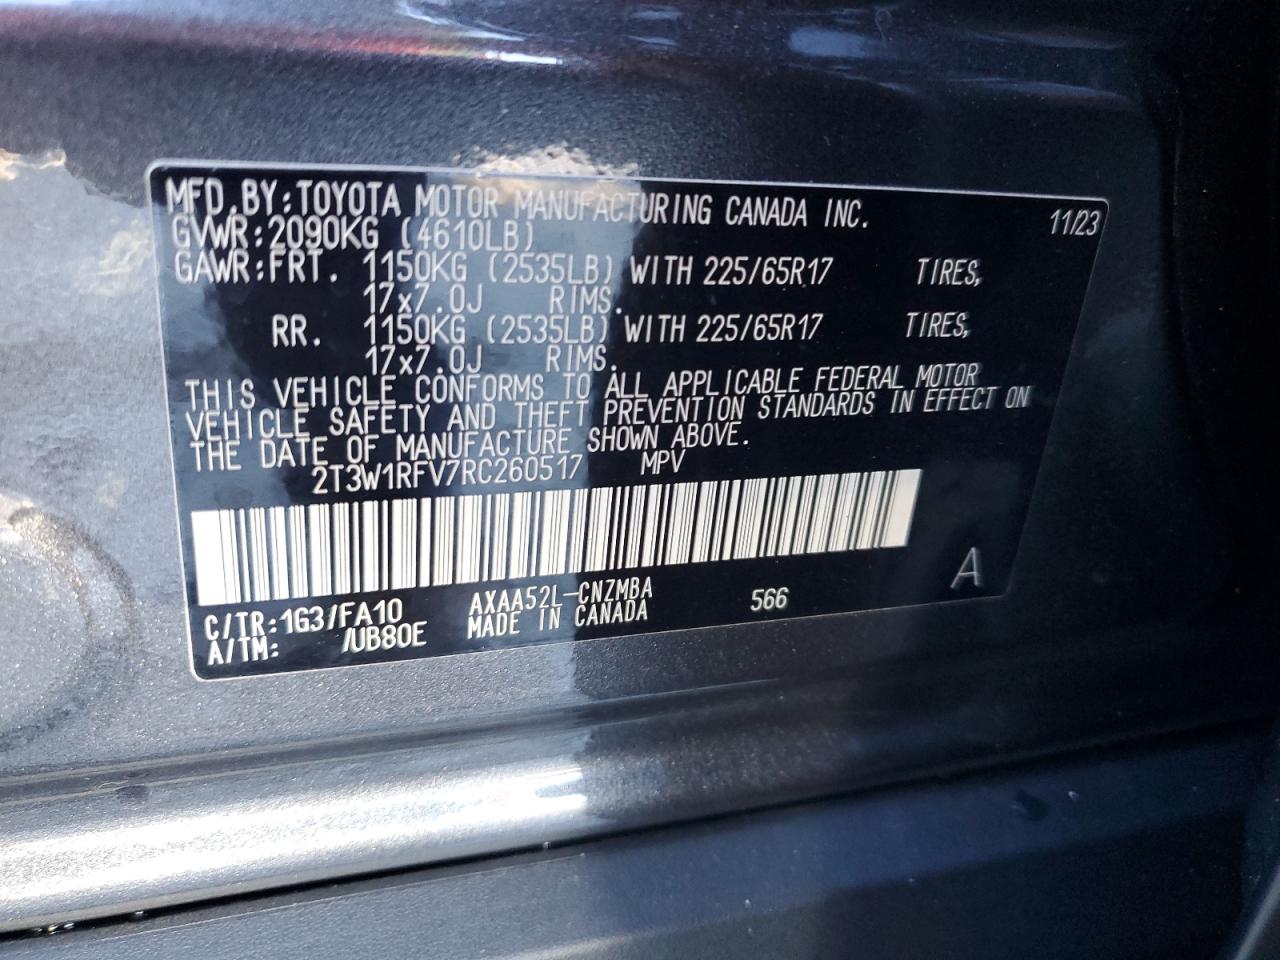 MFD.BY:TOYOTA MOTOR MANUFACTURING CANADA INC. 11/23
GVWR:2090KG (4610LB)
GAWR:FRT. 1150KG (2535LB) WITH 225/65R17 TIRES,
17x7.0J RIMS.
RR. 1150KG (2535LB) WITH 225/65R17 TIRES,
17x7.0J RIMS.
THIS VEHICLE CONFORMS TO ALL APPLICABLE FEDERAL MOTOR
VEHICLE SAFETY AND THEFT PREVENTION STANDARDS IN EFFECT ON
THE DATE OF MANUFACTURE SHOWN ABOVE.
2T3W1RFV7RC260517 MPV
A
C/TR:1G3/FA10 AXAA52L-CNZMBA 566
A/TM: /UB80E MADE IN CANADA